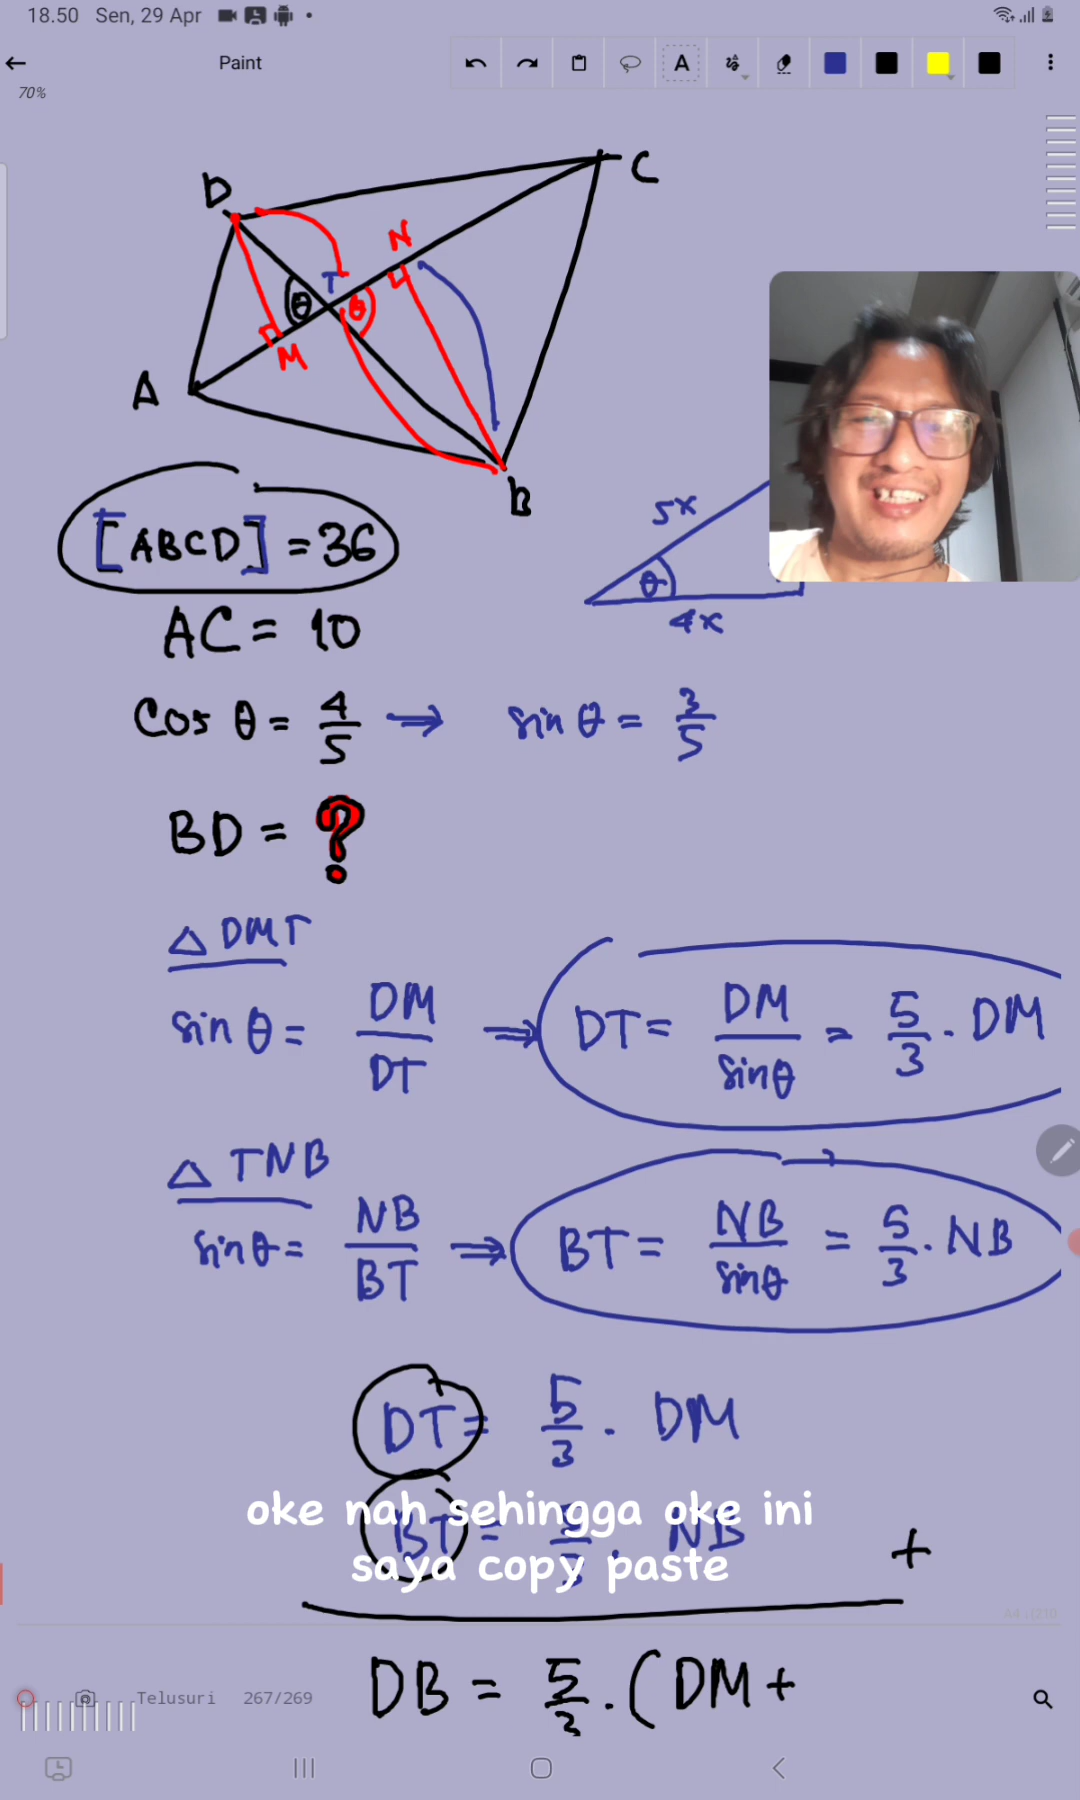 18.50 Sen, 29 Apr
Paint
A
70%
D
C
N
T
θ
θ
M
A
B
[ABCD] = 36
5x
θ
4x
AC = 10
cos θ = 4/5 ⇒ sin θ = 3/5
BD = ?
△ DMT
sin θ = DM/DT ⇒ DT = DM/sin θ = 5/3 . DM
△ TNB
sin θ = NB/BT ⇒ BT = NB/sin θ = 5/3 . NB
DT = 5/3 . DM
BT = 5/3 . NB +
oke nah sehingga oke ini
saya copy paste
DB = 5/3 . (DM +
Telusuri 267/269